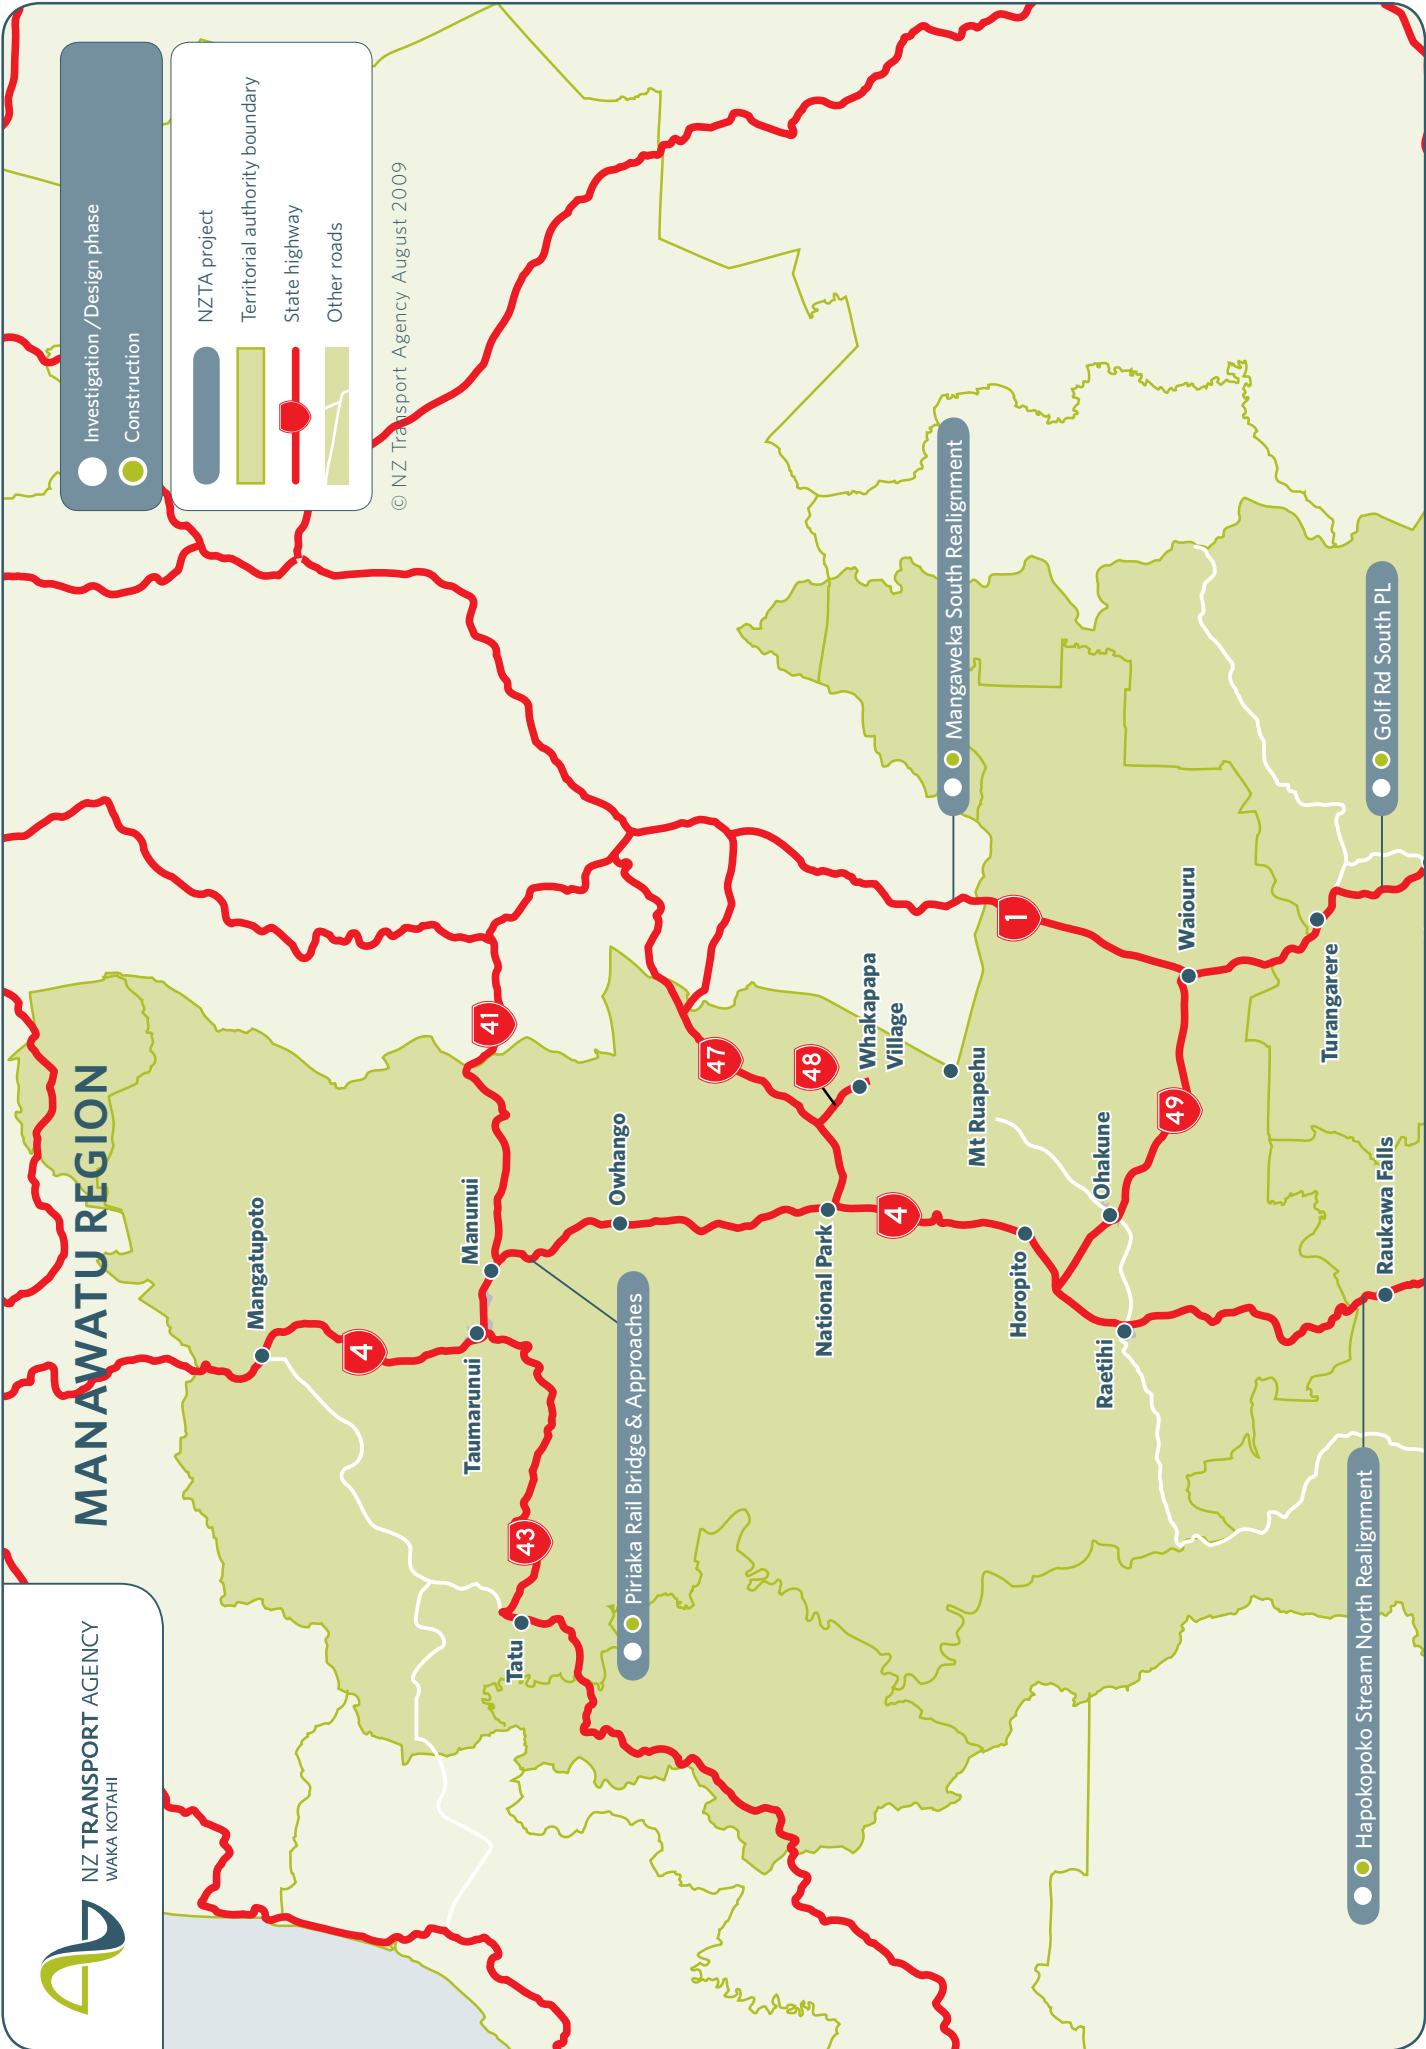 NZ TRANSPORT AGENCY
WAKA KOTAHI
MANAWATU REGION
Investigation /Design phase
Construction
NZTA project
Territorial authority boundary
State highway
Other roads
© NZ Transport Agency August 2009
Mangatupoto
4
Taumarunui
Manunui
41
43
Tatu
Owhango
Piriaka Rail Bridge & Approaches
47
48
Whakapapa
Village
National Park
4
Mt Ruapehu
Mangaweka South Realignment
1
Horopito
Ohakune
Raetihi
49
Waiouru
Turangarere
Golf Rd South PL
Raukawa Falls
Hapokopoko Stream North Realignment